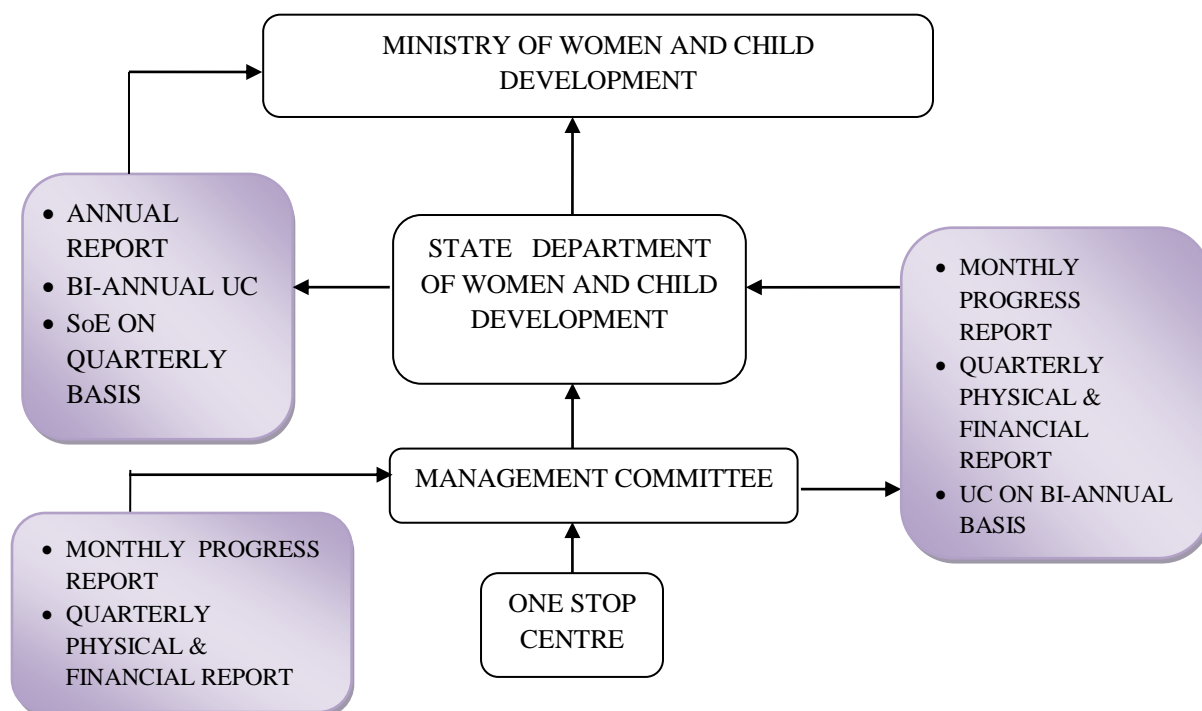 MINISTRY OF WOMEN AND CHILD
DEVELOPMENT
• ANNUAL
REPORT
• BI-ANNUAL UC
• SoE ON
QUARTERLY
BASIS
STATE DEPARTMENT
OF WOMEN AND CHILD
DEVELOPMENT
• MONTHLY
PROGRESS
REPORT
• QUARTERLY
PHYSICAL &
FINANCIAL
REPORT
• UC ON BI-ANNUAL
BASIS
MANAGEMENT COMMITTEE
• MONTHLY PROGRESS
REPORT
• QUARTERLY
PHYSICAL &
FINANCIAL REPORT
ONE STOP
CENTRE